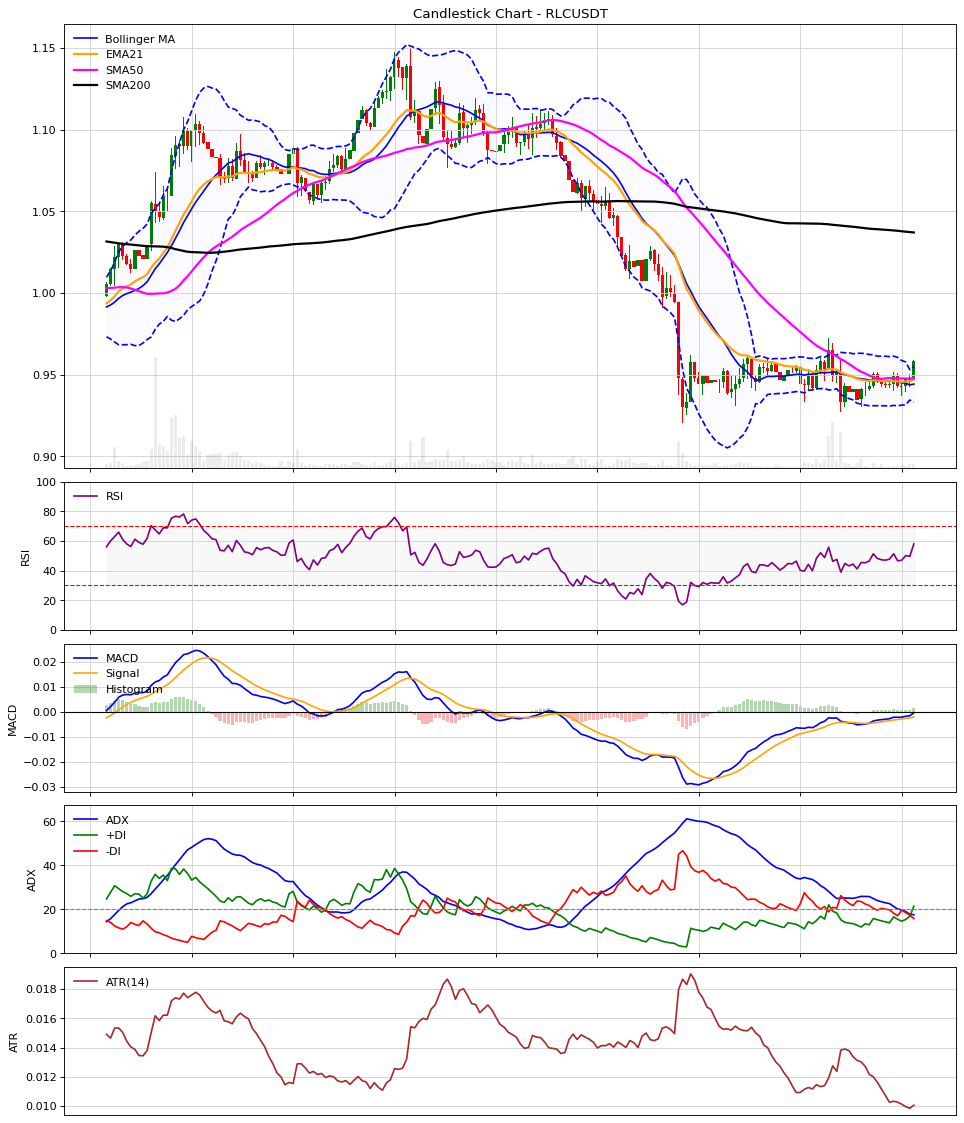 Candlestick Chart - RLCUSDT
Bollinger MA
EMA21
SMA50
SMA200
1.15
1.10
1.05
1.00
0.95
0.90
RSI
100
80
60
40
20
0
RSI
MACD
Signal
Histogram
0.02
0.01
0.00
−0.01
−0.02
−0.03
MACD
ADX
+DI
-DI
60
40
20
0
ADX
ATR(14)
0.018
0.016
0.014
0.012
0.010
ATR